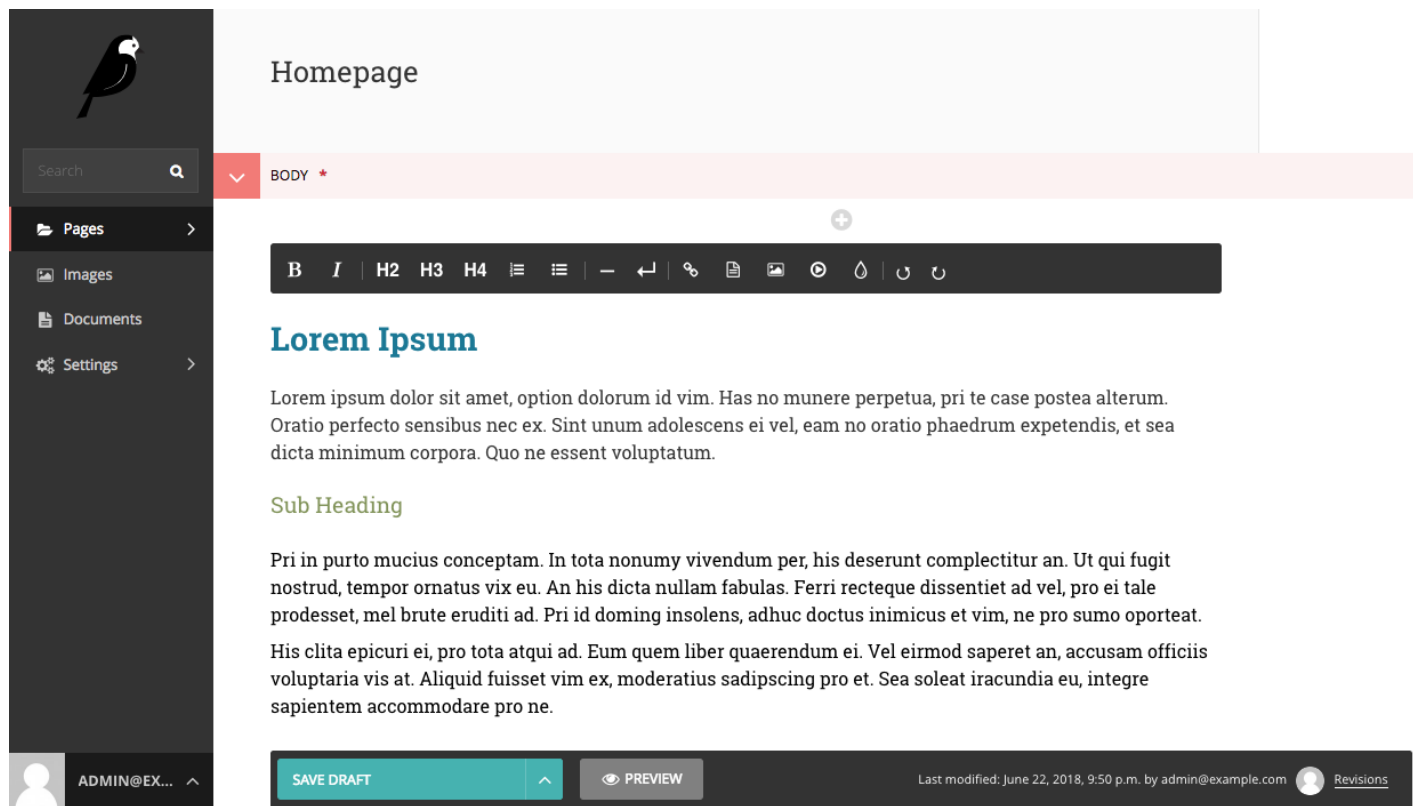 Homepage
Search
BODY *
Pages
Images
Documents
Settings
B I H2 H3 H4
Lorem Ipsum
Lorem ipsum dolor sit amet, option dolorum id vim. Has no munere perpetua, pri te case postea alterum.
Oratio perfecto sensibus nec ex. Sint unum adolescens ei vel, eam no oratio phaedrum expetendis, et sea
dicta minimum corpora. Quo ne essent voluptatum.
Sub Heading
Pri in purto mucius conceptam. In tota nonumy vivendum per, his deserunt complectitur an. Ut qui fugit
nostrud, tempor ornatus vix eu. An his dicta nullam fabulas. Ferri recteque dissentiet ad vel, pro ei tale
prodesset, mel brute eruditi ad. Pri id doming insolens, adhuc doctus inimicus et vim, ne pro sumo oporteat.
His clita epicuri ei, pro tota atqui ad. Eum quem liber quaerendum ei. Vel eirmod saperet an, accusam officiis
voluptaria vis at. Aliquid fuisset vim ex, moderatius sadipscing pro et. Sea soleat iracundia eu, integre
sapientem accommodare pro ne.
ADMIN@EX...
SAVE DRAFT
PREVIEW
Last modified: June 22, 2018, 9:50 p.m. by admin@example.com
Revisions